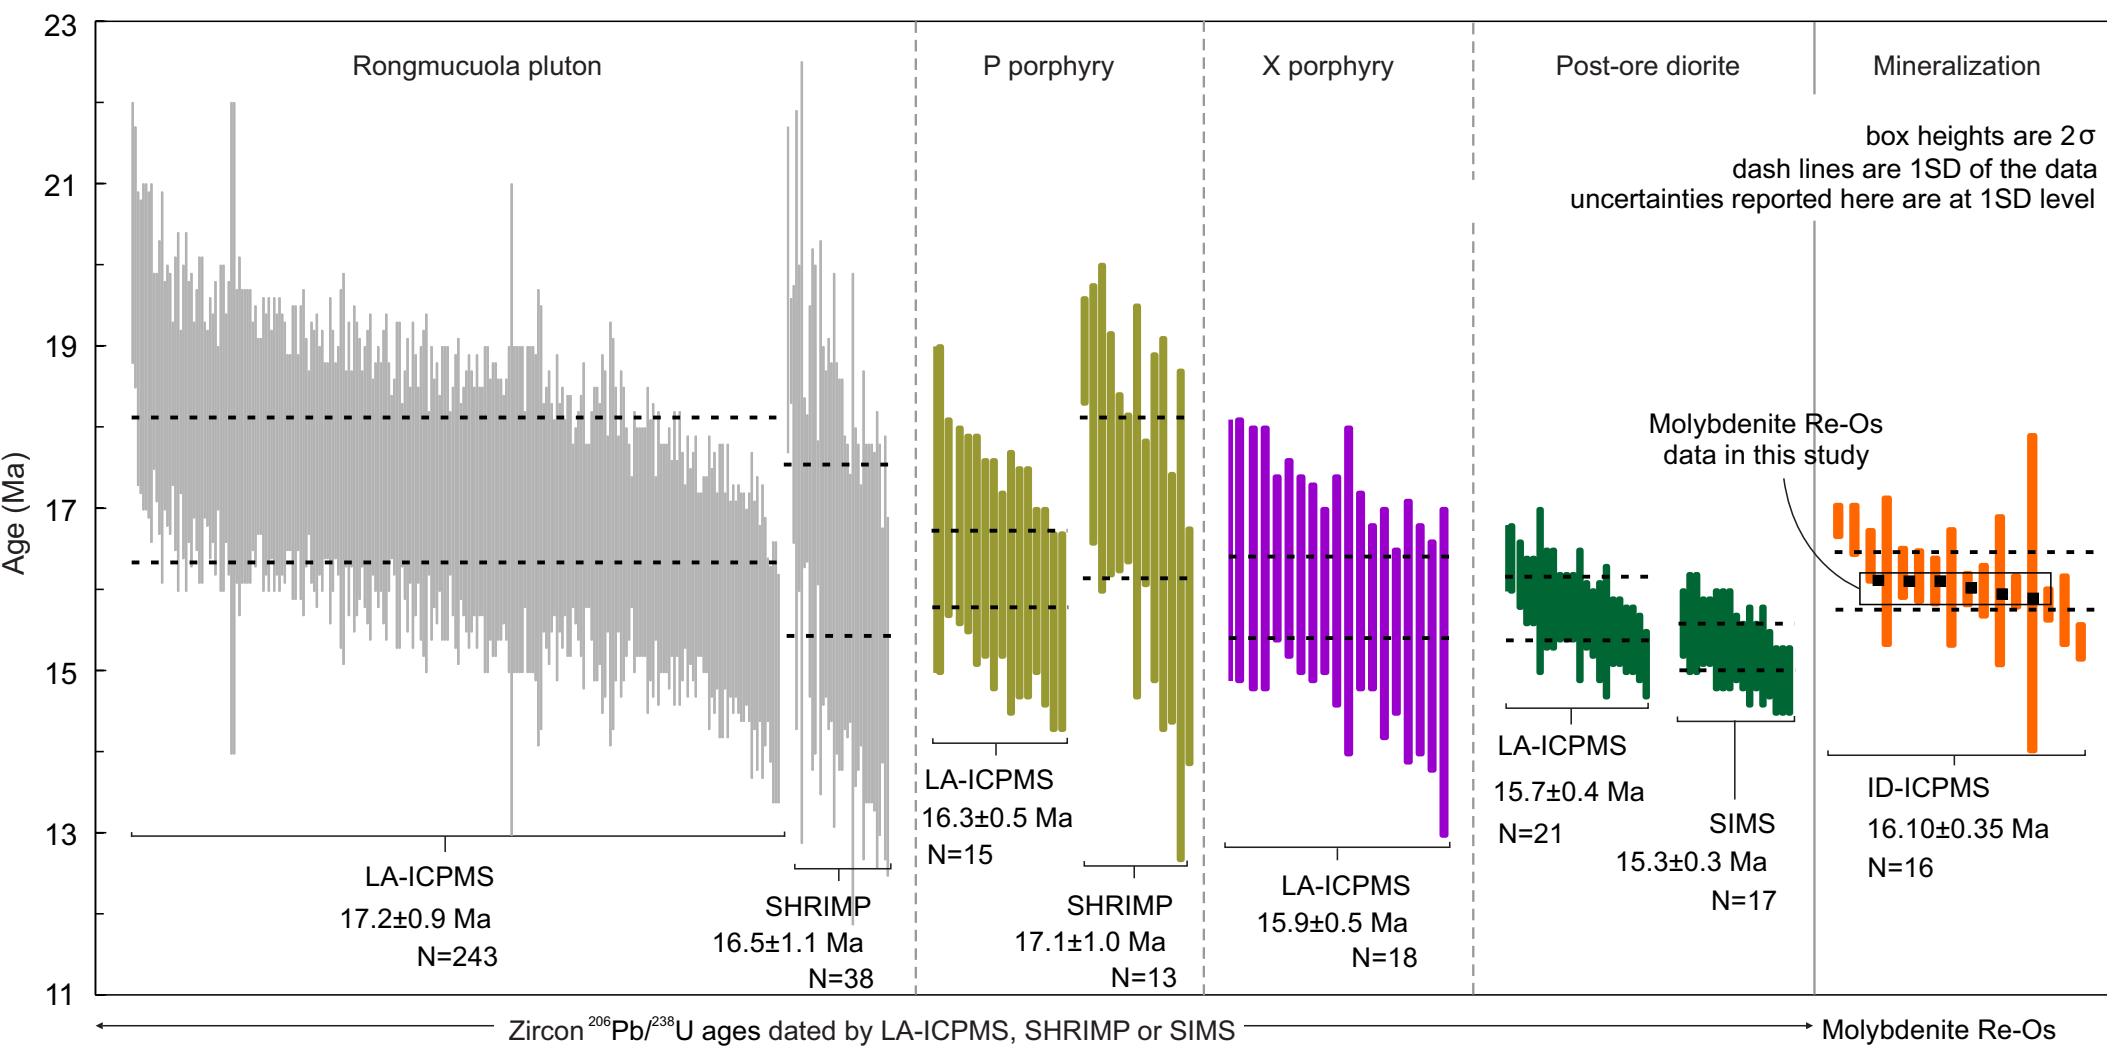 23
21
19
17
15
13
11
Age (Ma)
Rongmucuola pluton
P porphyry
X porphyry
Post-ore diorite
Mineralization
box heights are 2σ
dash lines are 1SD of the data
uncertainties reported here are at 1SD level
Molybdenite Re-Os
data in this study
LA-ICPMS
17.2±0.9 Ma
N=243
SHRIMP
16.5±1.1 Ma
N=38
LA-ICPMS
16.3±0.5 Ma
N=15
SHRIMP
17.1±1.0 Ma
N=13
LA-ICPMS
15.9±0.5 Ma
N=18
LA-ICPMS
15.7±0.4 Ma
N=21
SIMS
15.3±0.3 Ma
N=17
ID-ICPMS
16.10±0.35 Ma
N=16
Zircon ²⁰⁶Pb/²³⁸U ages dated by LA-ICPMS, SHRIMP or SIMS
Molybdenite Re-Os